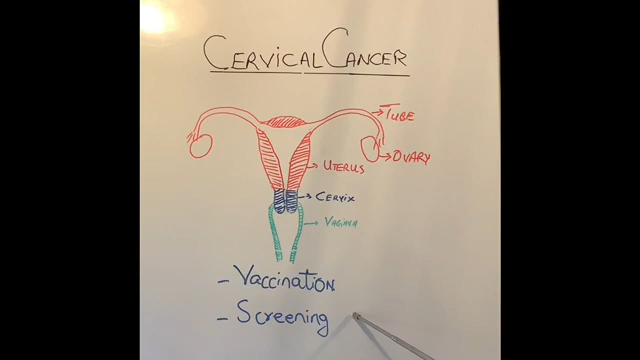 Cervical Cancer
Tube
Ovary
Uterus
Cervix
Vagina
- Vaccination
- Screening